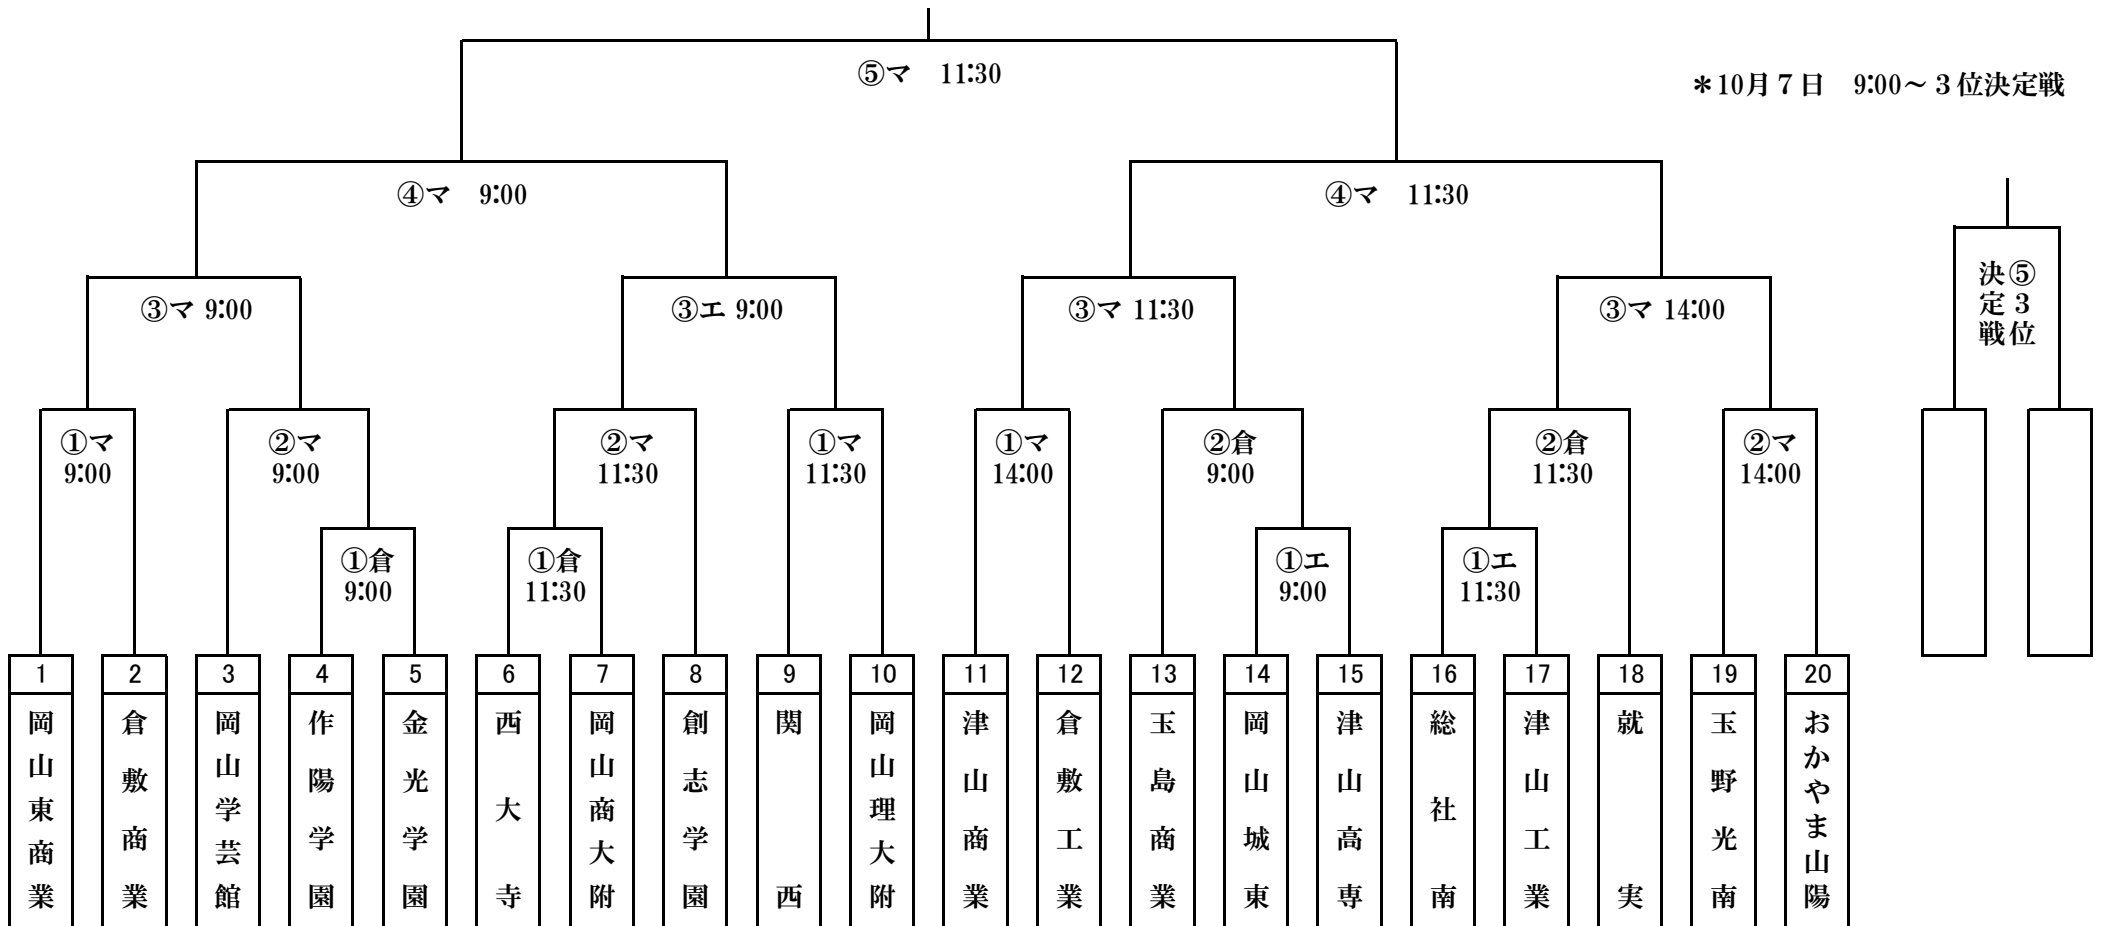 ⑤マ　11:30
＊10月７日　9:00～３位決定戦
④マ　9:00
④マ　11:30
③マ 9:00
③エ 9:00
③マ 11:30
③マ 14:00
⑤３位
決定戦
①マ
9:00
②マ
9:00
②マ
11:30
①マ
11:30
①マ
14:00
②倉
9:00
②倉
11:30
②マ
14:00
①倉
9:00
①倉
11:30
①エ
9:00
①エ
11:30
1
岡山東商業
2
倉敷商業
3
岡山学芸館
4
作陽学園
5
金光学園
6
西大寺
7
岡山商大附
8
創志学園
9
関西
10
岡山理大附
11
津山商業
12
倉敷工業
13
玉島商業
14
岡山城東
15
津山高専
16
総社南
17
津山工業
18
就実
19
玉野光南
20
おかやま山陽